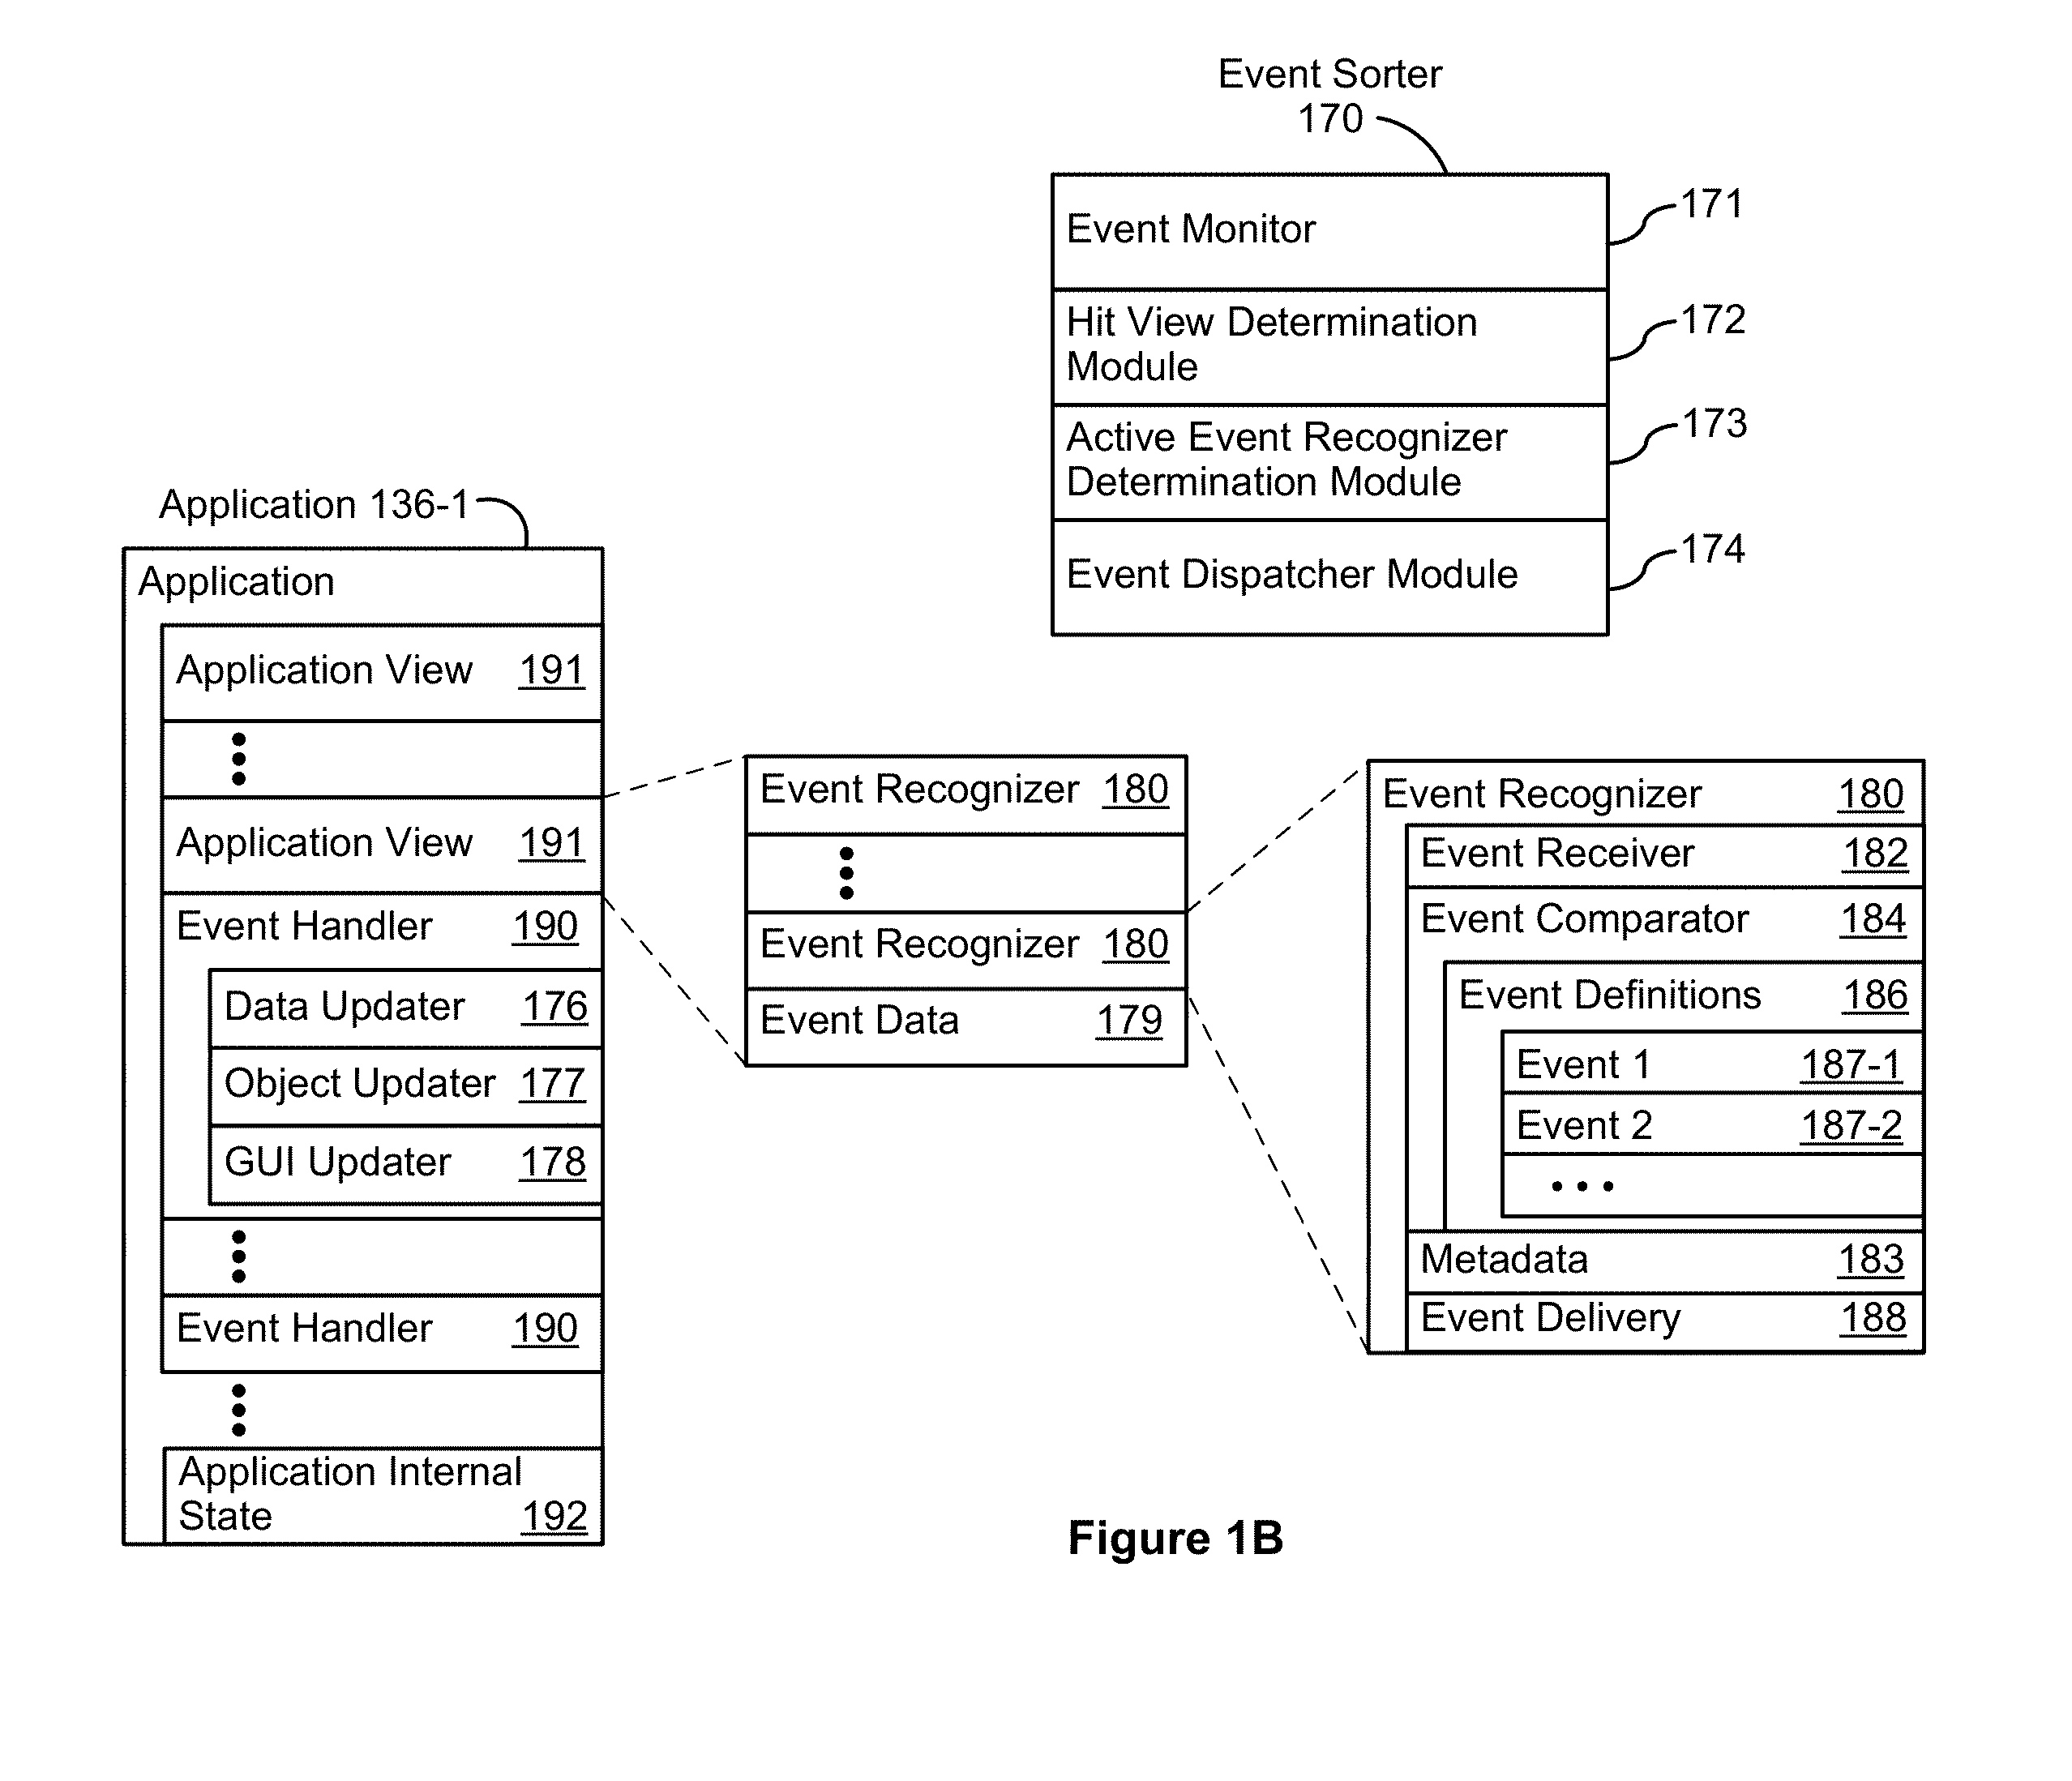 Event Sorter
170
Event Monitor
171
Hit View Determination
Module
172
Active Event Recognizer
Determination Module
173
Event Dispatcher Module
174
Application 136-1
Application
Application View 191
Application View 191
Event Handler 190
Data Updater 176
Object Updater 177
GUI Updater 178
Event Handler 190
Application Internal
State 192
Event Recognizer 180
Event Recognizer 180
Event Data 179
Event Recognizer 180
Event Receiver 182
Event Comparator 184
Event Definitions 186
Event 1 187-1
Event 2 187-2
• • •
Metadata 183
Event Delivery 188
Figure 1B